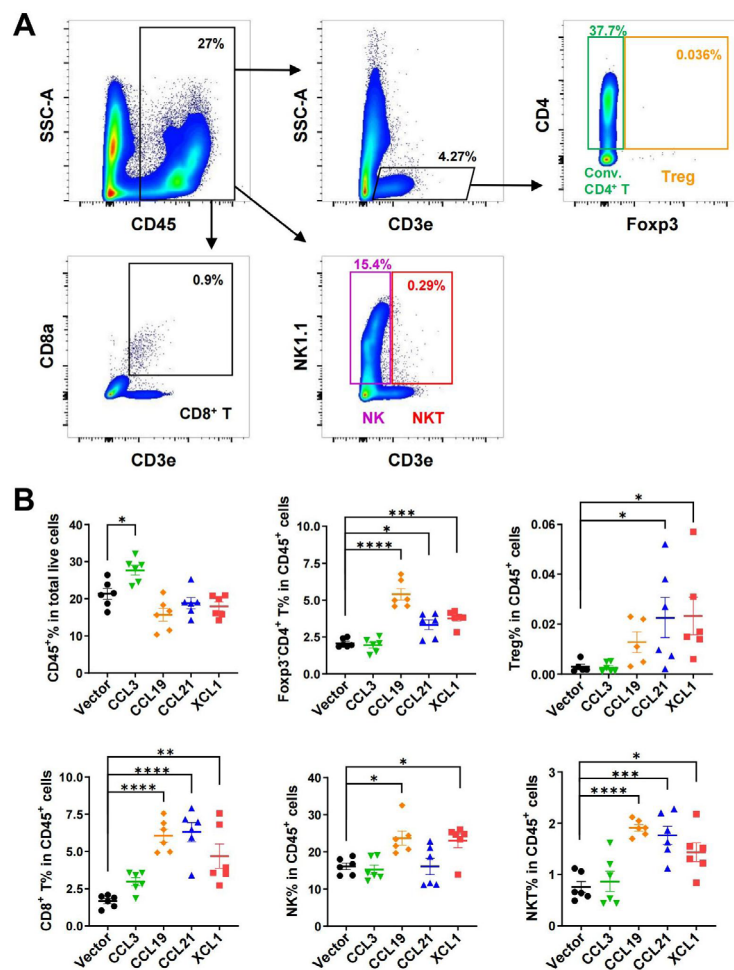 A
SSC-A
27%
CD45
SSC-A
4.27%
CD3e
37.7%
0.036%
CD4
Conv.
CD4⁺ T
Treg
Foxp3
CD8a
0.9%
CD8⁺ T
CD3e
15.4%
0.29%
NK1.1
NK
NKT
CD3e
B
CD45⁺% in total live cells
40
30
20
10
0
*
Vector
CCL3
CCL19
CCL21
XCL1
Foxp3⁻CD4⁺ T% in CD45⁺ cells
10.0
7.5
5.0
2.5
0.0
***
*
****
Vector
CCL3
CCL19
CCL21
XCL1
Treg% in CD45⁺ cells
0.06
0.04
0.02
0.00
*
*
Vector
CCL3
CCL19
CCL21
XCL1
CD8⁺ T% in CD45⁺ cells
10.0
7.5
5.0
2.5
0.0
**
****
****
Vector
CCL3
CCL19
CCL21
XCL1
NK% in CD45⁺ cells
40
30
20
10
0
*
*
Vector
CCL3
CCL19
CCL21
XCL1
NKT% in CD45⁺ cells
3
2
1
0
*
***
****
Vector
CCL3
CCL19
CCL21
XCL1